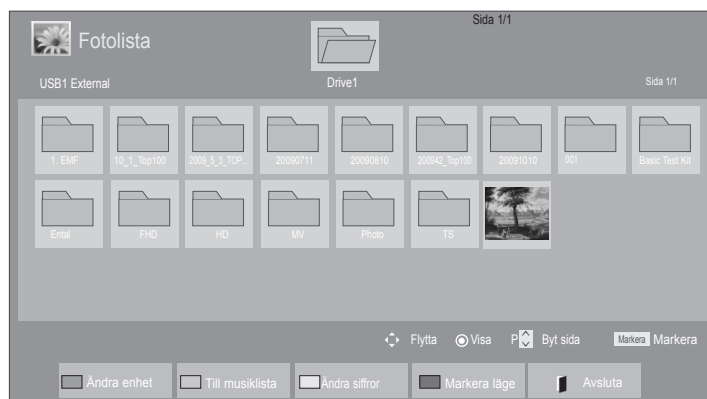 Sida 1/1
Fotolista
USB1 External
Drive1
Sida 1/1
1. EMF
10_1_Top100
2009_5_3_TOP...
20090711
20090810
200942_Top100
20091010
001
Basic Test Kit
Ental
FHD
HD
MV
Photo
TS
Flytta
Visa
P Byt sida
Markera Markera
Ändra enhet
Till musiklista
Ändra siffror
Markera läge
Avsluta